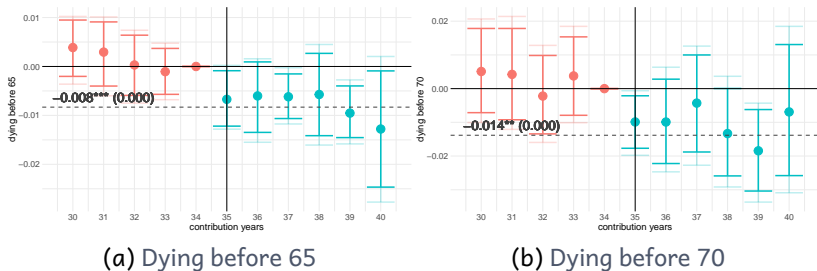 0.01
0.00
−0.01
−0.02
dying before 65
−0.008*** (0.000)
30 31 32 33 34 35 36 37 38 39 40
contribution years
(a) Dying before 65
0.02
0.00
−0.02
dying before 70
−0.014** (0.000)
30 31 32 33 34 35 36 37 38 39 40
contribution years
(b) Dying before 70